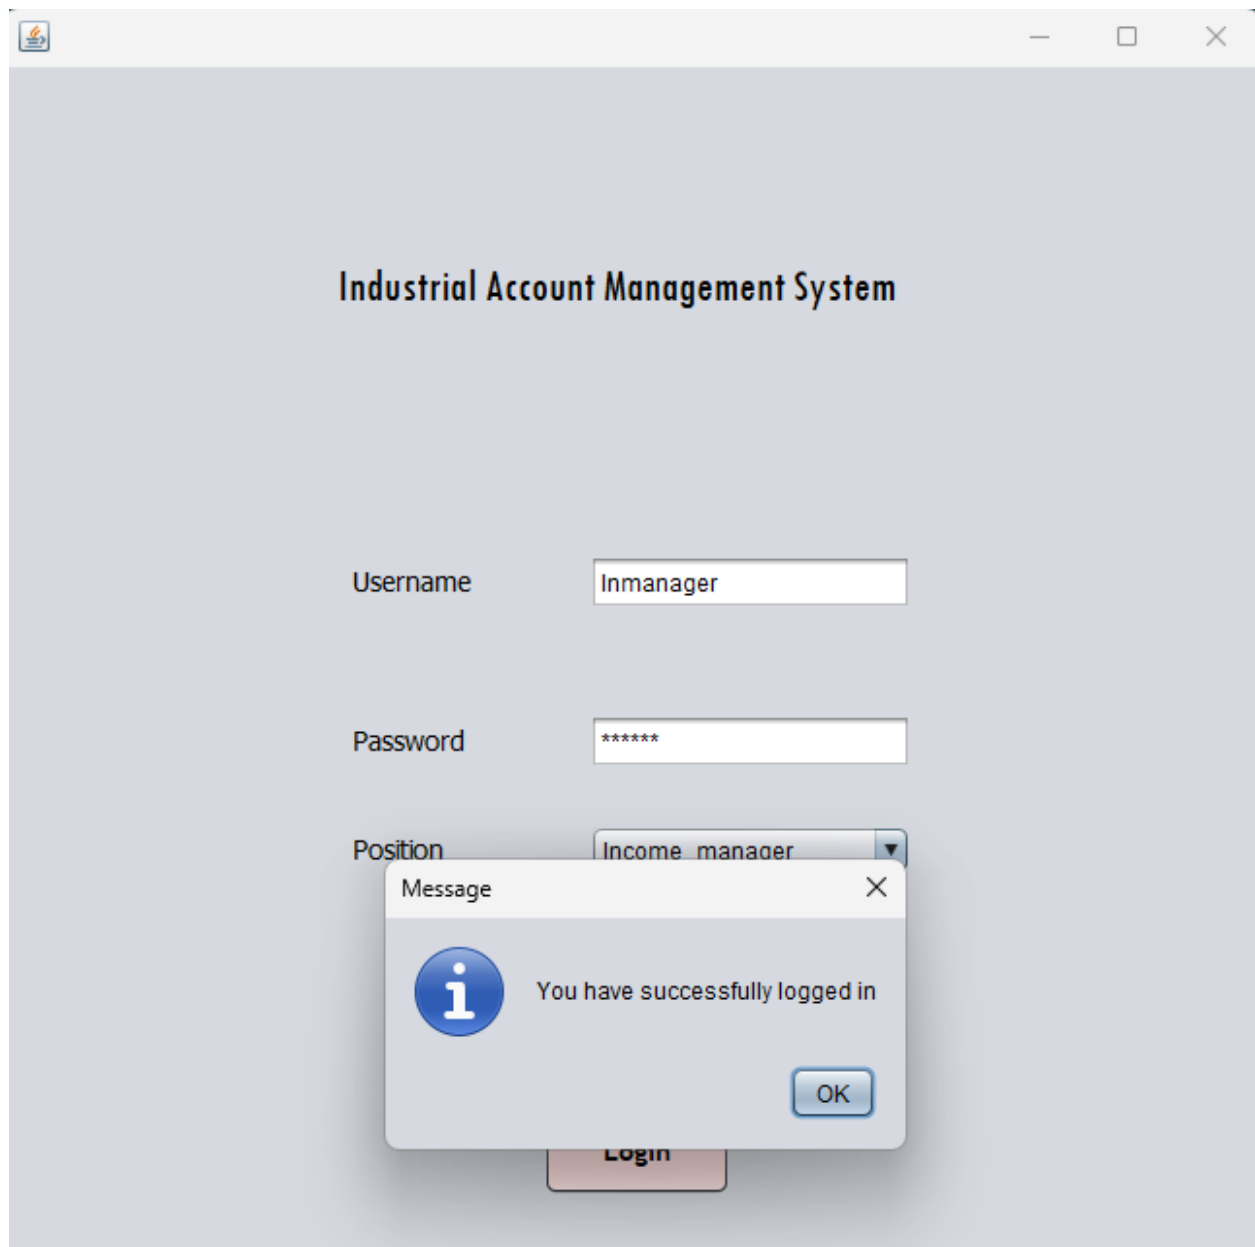 Industrial Account Management System
Username
Inmanager
Password
******
Position
Income_manager
Message
You have successfully logged in
OK
Login